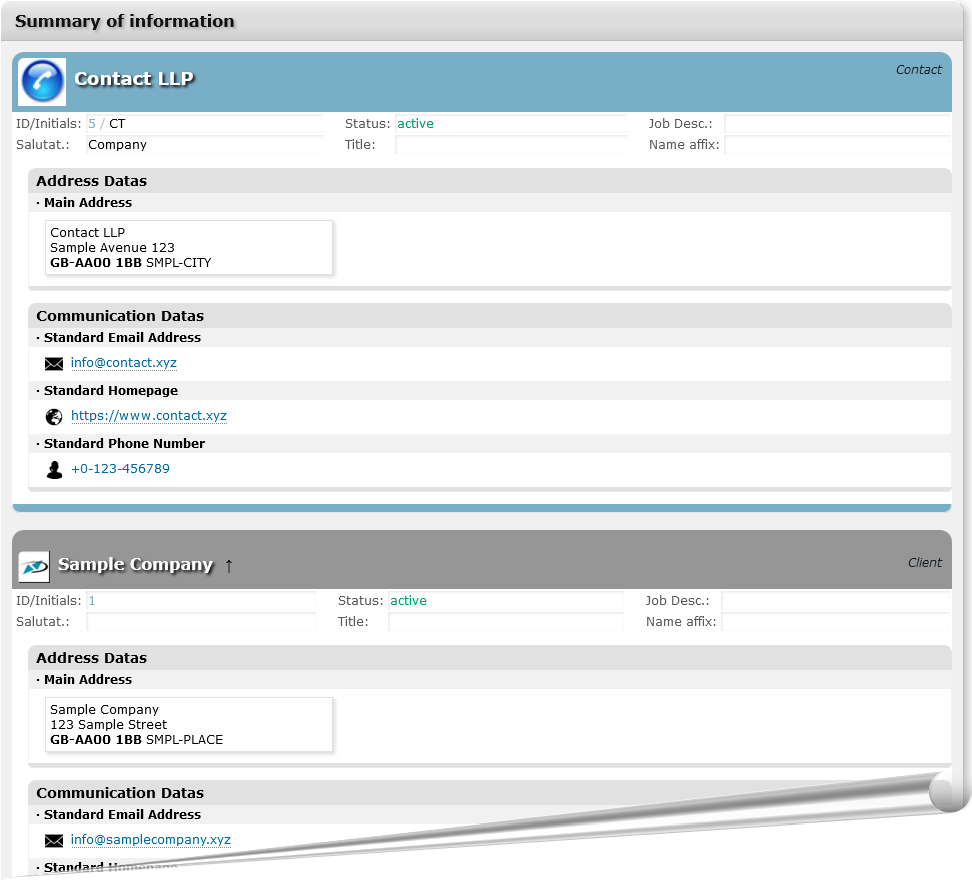 Summary of information
Contact LLP
Contact
ID/Initials: 5 / CT Status: active Job Desc.:
Salutat.: Company Title: Name affix:
Address Datas
· Main Address
Contact LLP
Sample Avenue 123
GB-AA00 1BB SMPL-CITY
Communication Datas
· Standard Email Address
info@contact.xyz
· Standard Homepage
https://www.contact.xyz
· Standard Phone Number
+0-123-456789
Sample Company ↑
Client
ID/Initials: 1 Status: active Job Desc.:
Salutat.: Title: Name affix:
Address Datas
· Main Address
Sample Company
123 Sample Street
GB-AA00 1BB SMPL-PLACE
Communication Datas
· Standard Email Address
info@samplecompany.xyz
· Standard Homepage